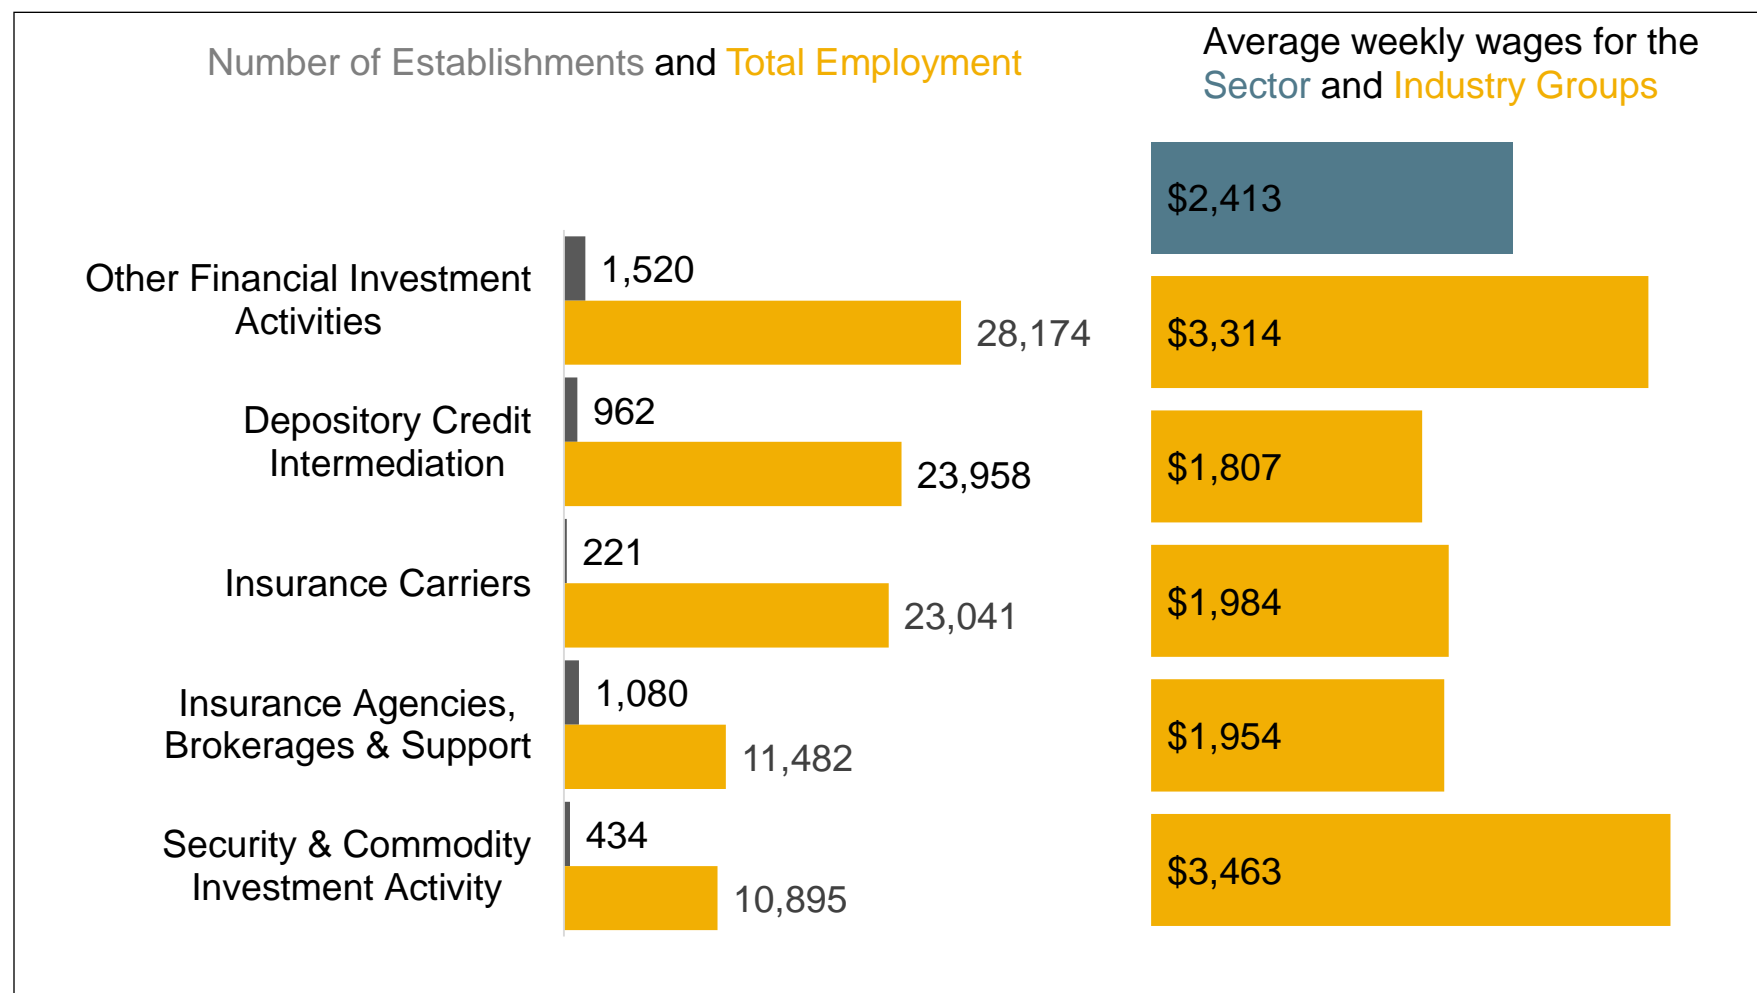 Number of Establishments and Total Employment
Average weekly wages for the
Sector and Industry Groups
$2,413
Other Financial Investment
Activities
1,520
28,174
$3,314
Depository Credit
Intermediation
962
23,958
$1,807
Insurance Carriers
221
23,041
$1,984
Insurance Agencies,
Brokerages & Support
1,080
11,482
$1,954
Security & Commodity
Investment Activity
434
10,895
$3,463